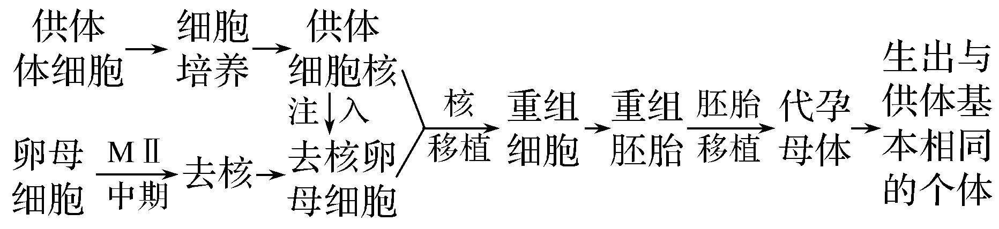 供体
体细胞
细胞
培养
供体
细胞核
注入
卵母
细胞
MⅡ
中期
去核
去核卵
母细胞
核
移植
重组
细胞
重组
胚胎
胚胎
移植
代孕
母体
生出与
供体基
本相同
的个体